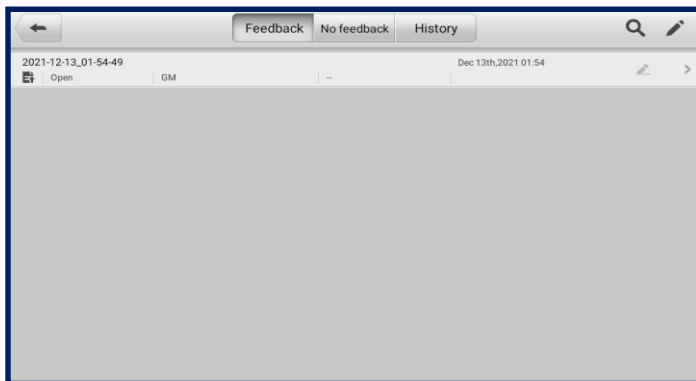 Feedback No feedback History
2021-12-13_01-54-49 Dec 13th,2021 01:54
Open GM --